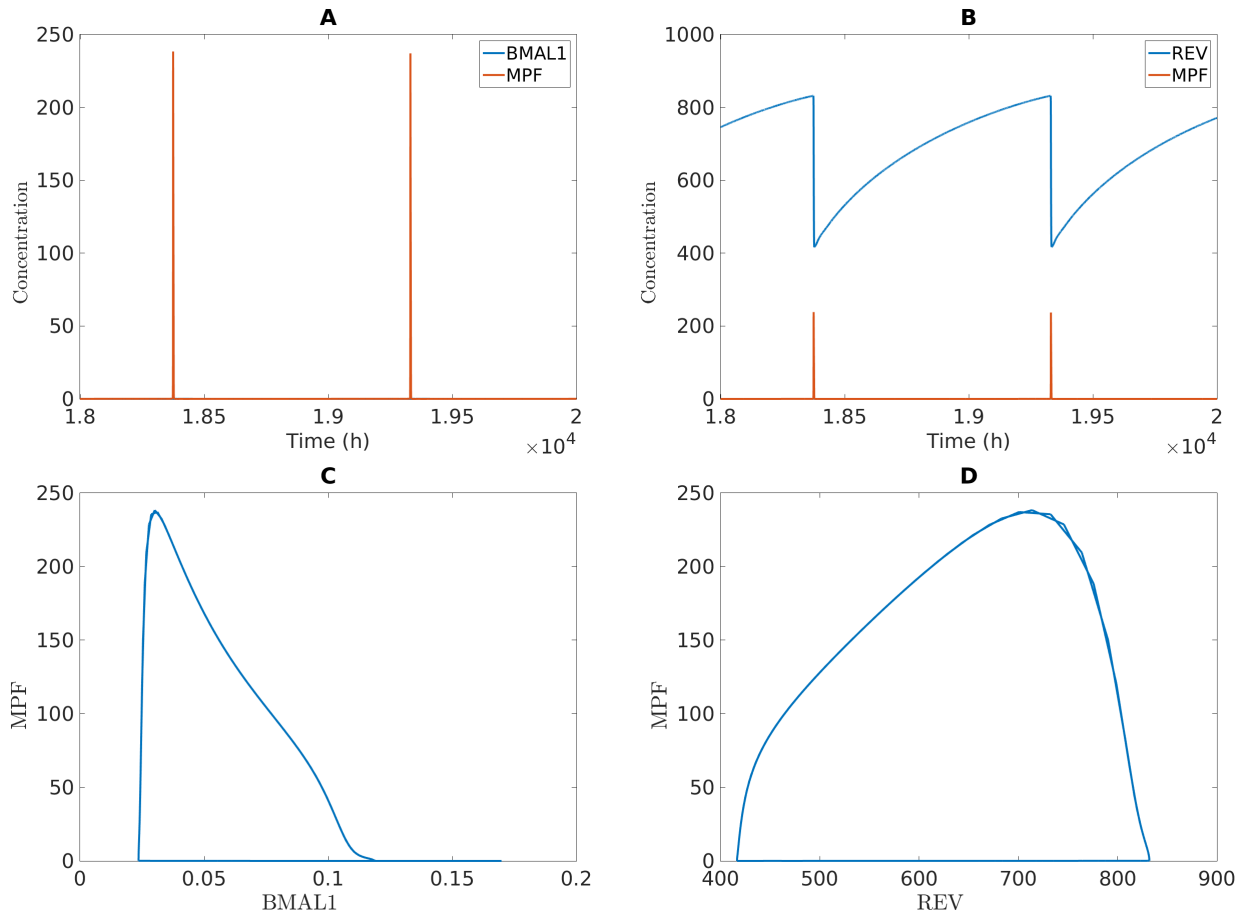 A
250
200
150
100
50
0
Concentration
BMAL1
MPF
1.8
1.85
1.9
1.95
2
Time (h)
×10^4
B
1000
800
600
400
200
0
Concentration
REV
MPF
1.8
1.85
1.9
1.95
2
Time (h)
×10^4
C
250
200
150
100
50
0
MPF
0
0.05
0.1
0.15
0.2
BMAL1
D
250
200
150
100
50
0
MPF
400
500
600
700
800
900
REV